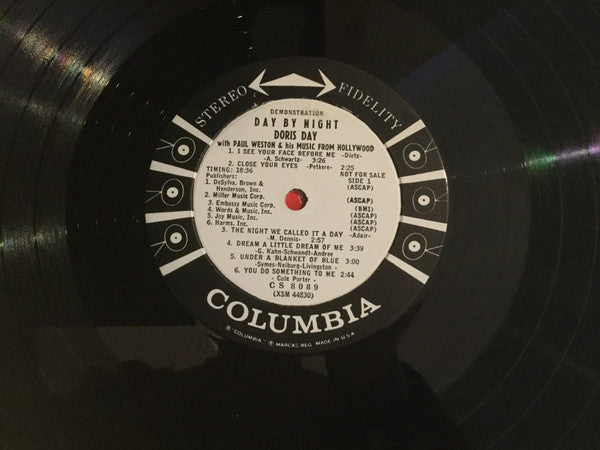 STEREO FIDELITY
DEMONSTRATION
DAY BY NIGHT
DORIS DAY
with PAUL WESTON & his MUSIC FROM HOLLYWOOD
1. I SEE YOUR FACE BEFORE ME -Dietz-
-A. Schwartz- 3:26
2. CLOSE YOUR EYES -Petkere- 2:25
TIMING: 18:36 NOT FOR SALE
Publishers: SIDE 1
1. DeSylva, Brown & (ASCAP)
Henderson, Inc.
2. Miller Music Corp. (ASCAP)
3. Embassy Music Corp. (BMI)
4. Words & Music, Inc. (ASCAP)
5. Joy Music, Inc. (ASCAP)
6. Harms, Inc. (ASCAP)
3. THE NIGHT WE CALLED IT A DAY -Adair-
-M. Dennis- 2:57
4. DREAM A LITTLE DREAM OF ME 3:39
-G. Kahn-Schwandt-Andree
5. UNDER A BLANKET OF BLUE 3:00
-Symes-Neiburg-Livingston-
6. YOU DO SOMETHING TO ME 2:44
- Cole Porter -
CS 8089
(XSM 44830)
COLUMBIA
® "COLUMBIA" MARCAS REG. MADE IN U.S.A.